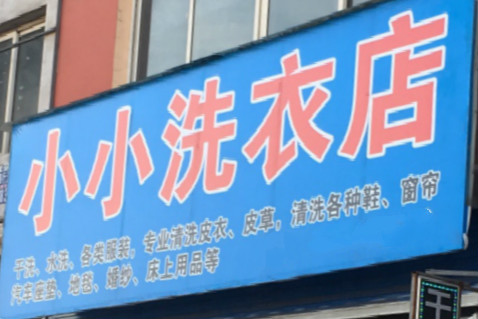 小小洗衣店
干洗、水洗、各类服装，专业清洗皮衣、皮草，清洗各种鞋、窗帘
汽车座垫、地毯、婚纱、床上用品等
干